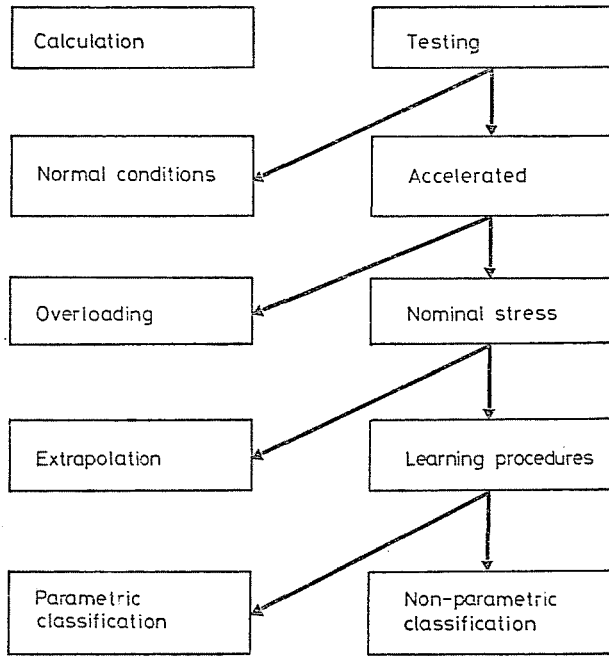 Calculation
Testing
Normal conditions
Accelerated
Overloading
Nominal stress
Extrapolation
Learning procedures
Parametric
classification
Non-parametric
classification